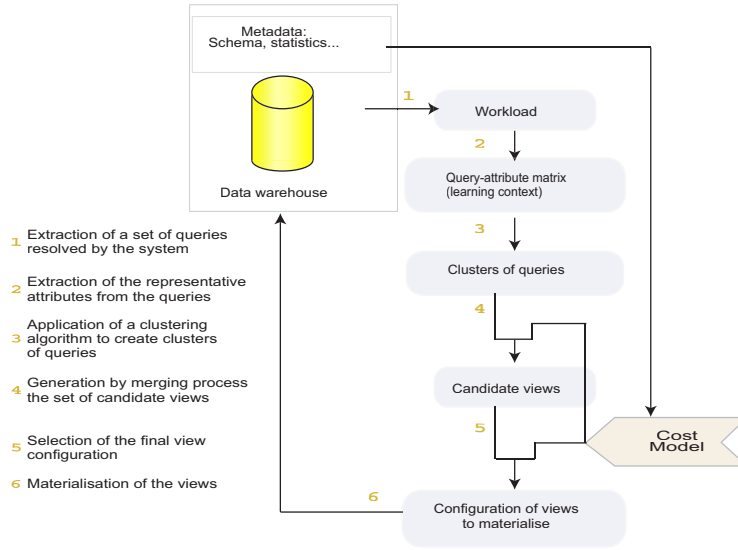 Metadata:
Schema, statistics...
Data warehouse
1
Workload
2
Query-attribute matrix
(learning context)
3
Clusters of queries
4
Candidate views
5
Cost
Model
6
Configuration of views
to materialise
1 Extraction of a set of queries
resolved by the system
2 Extraction of the representative
attributes from the queries
3 Application of a clustering
algorithm to create clusters
of queries
4 Generation by merging process
the set of candidate views
5 Selection of the final view
configuration
6 Materialisation of the views